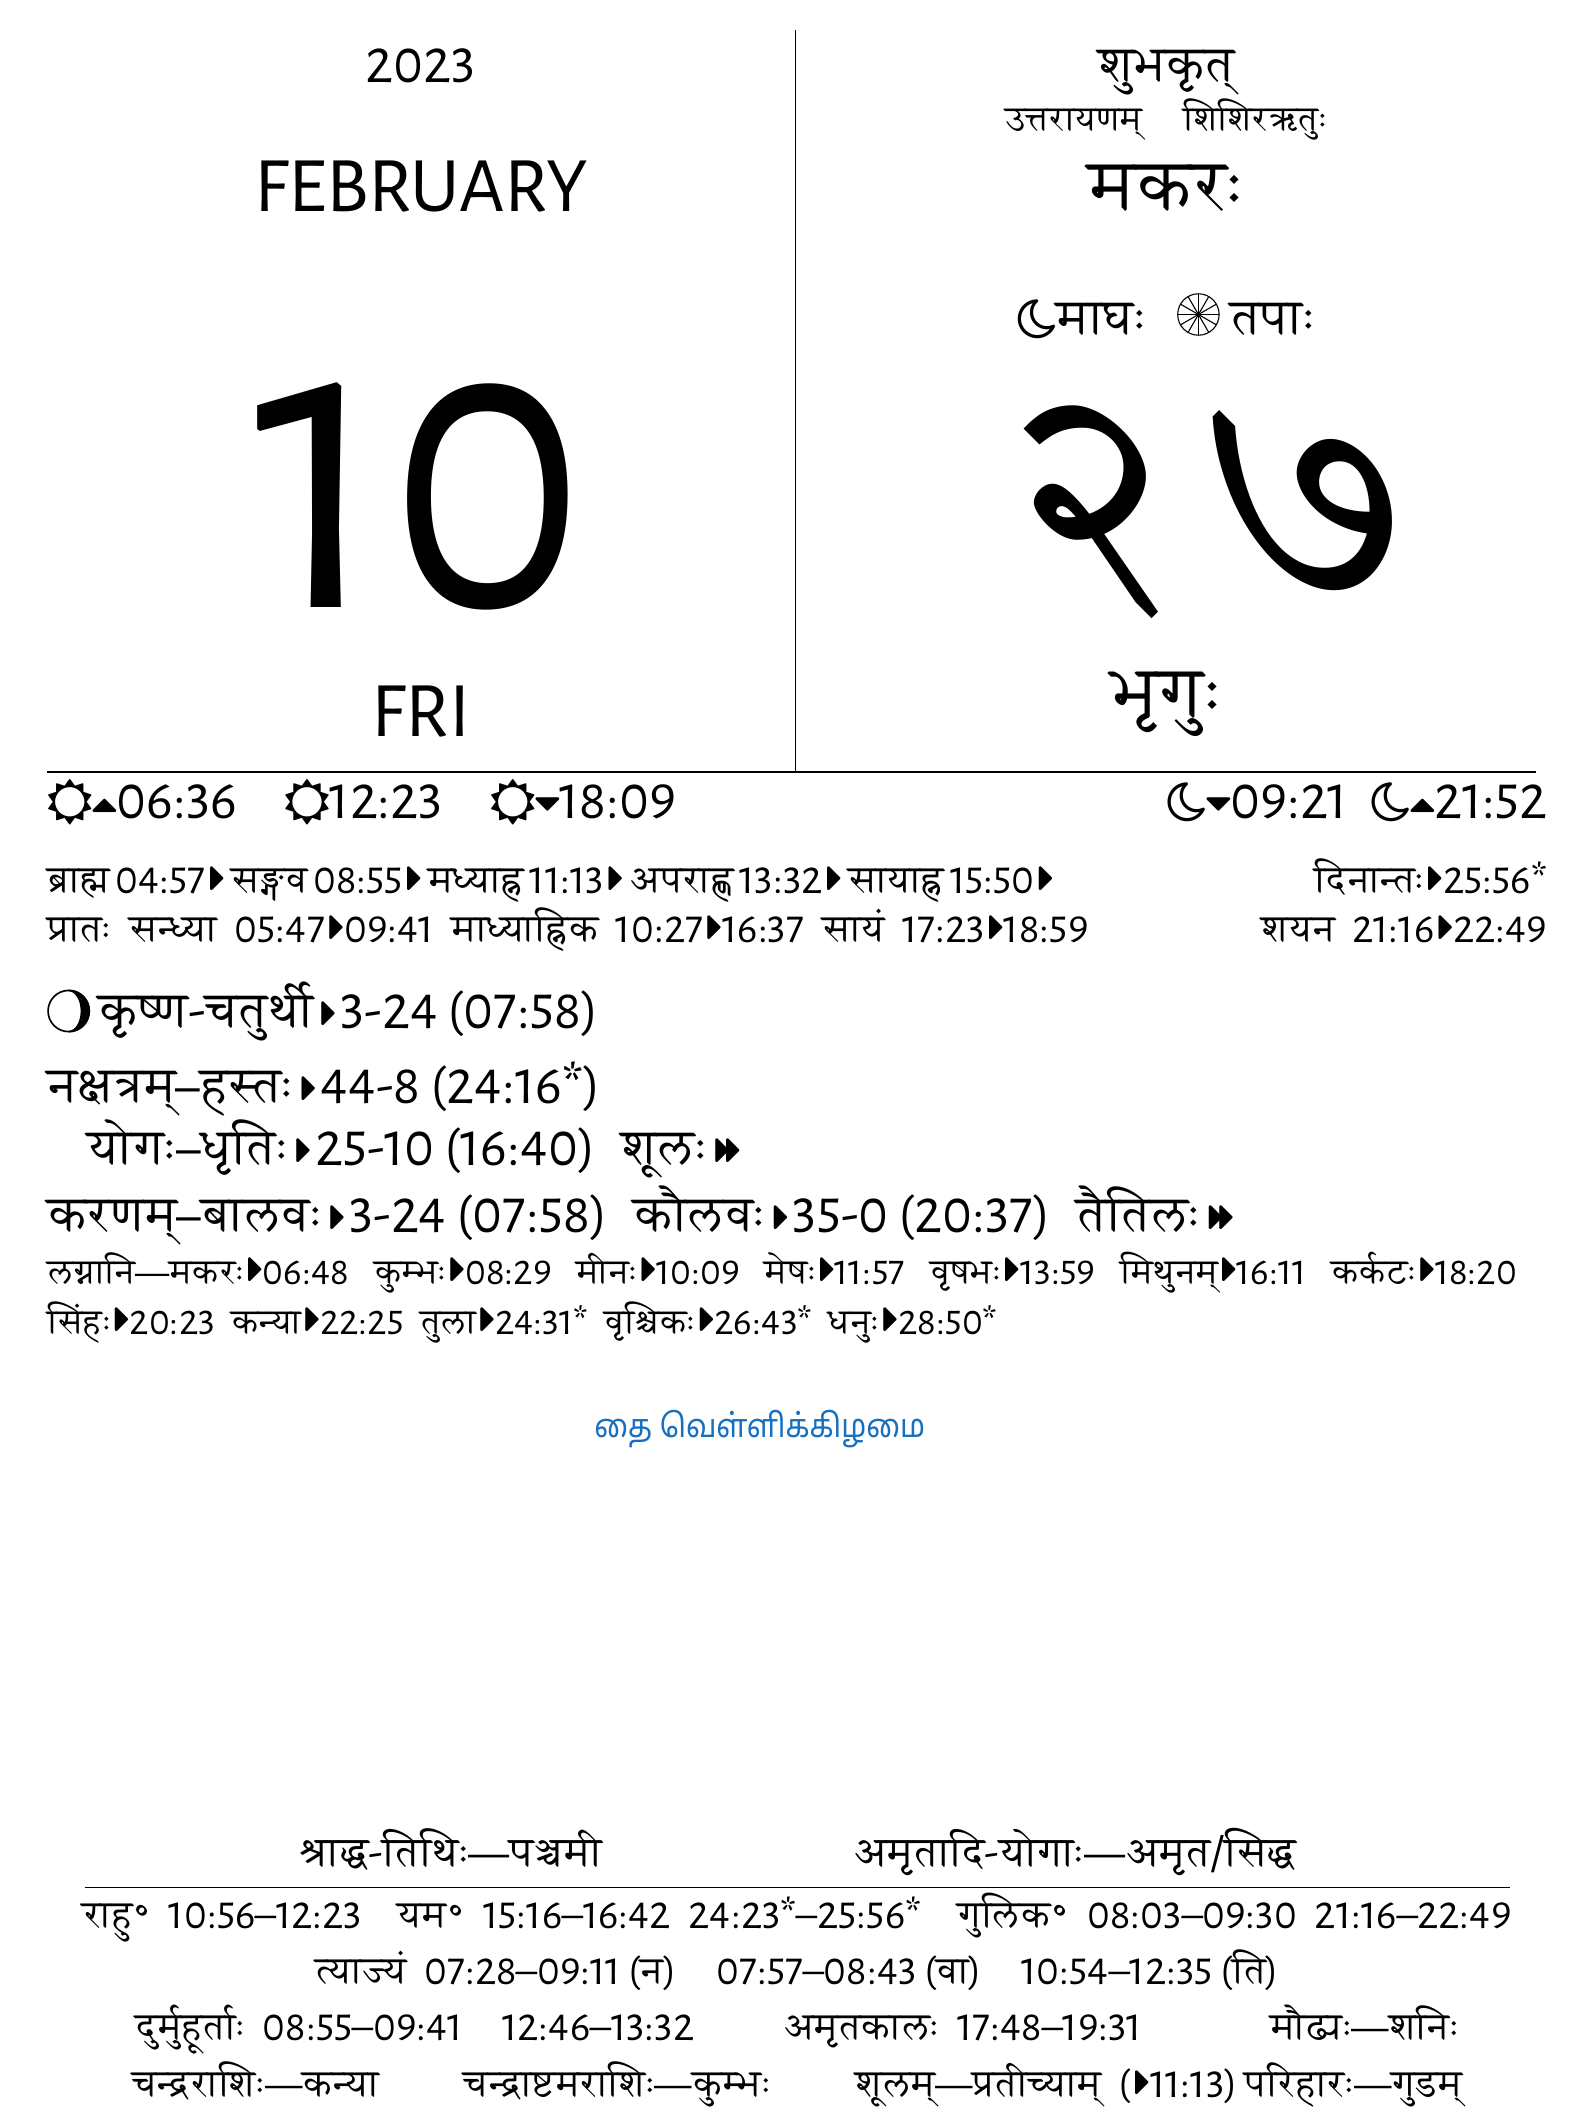 2023
FEBRUARY
10
FRI
शुभकृत्
उत्तरायणम् शिशिरऋतुः
मकरः
माघः तपाः
२७
भृगुः
06:36 12:23 18:09 09:21 21:52
ब्राह्म 04:57 सङ्गव 08:55 मध्याह्न 11:13 अपराह्ण 13:32 सायाह्न 15:50 दिनान्तः 25:56*
प्रातः सन्ध्या 05:47 09:41 माध्याह्निक 10:27 16:37 सायं 17:23 18:59 शयन 21:16 22:49
कृष्ण-चतुर्थी 3-24 (07:58)
नक्षत्रम्–हस्तः 44-8 (24:16*)
योगः–धृतिः 25-10 (16:40) शूलः
करणम्–बालवः 3-24 (07:58) कौलवः 35-0 (20:37) तैतिलः
लग्नानि—मकरः 06:48 कुम्भः 08:29 मीनः 10:09 मेषः 11:57 वृषभः 13:59 मिथुनम् 16:11 कर्कटः 18:20
सिंहः 20:23 कन्या 22:25 तुला 24:31* वृश्चिकः 26:43* धनुः 28:50*
தை வெள்ளிக்கிழமை
श्राद्ध-तिथिः—पञ्चमी अमृतादि-योगाः—अमृत/सिद्ध
राहु॰ 10:56–12:23 यम॰ 15:16–16:42 24:23*–25:56* गुलिक॰ 08:03–09:30 21:16–22:49
त्याज्यं 07:28–09:11 (न) 07:57–08:43 (वा) 10:54–12:35 (ति)
दुर्मुहूर्ताः 08:55–09:41 12:46–13:32 अमृतकालः 17:48–19:31 मौढ्यः—शनिः
चन्द्रराशिः—कन्या चन्द्राष्टमराशिः—कुम्भः शूलम्—प्रतीच्याम् (11:13) परिहारः—गुडम्